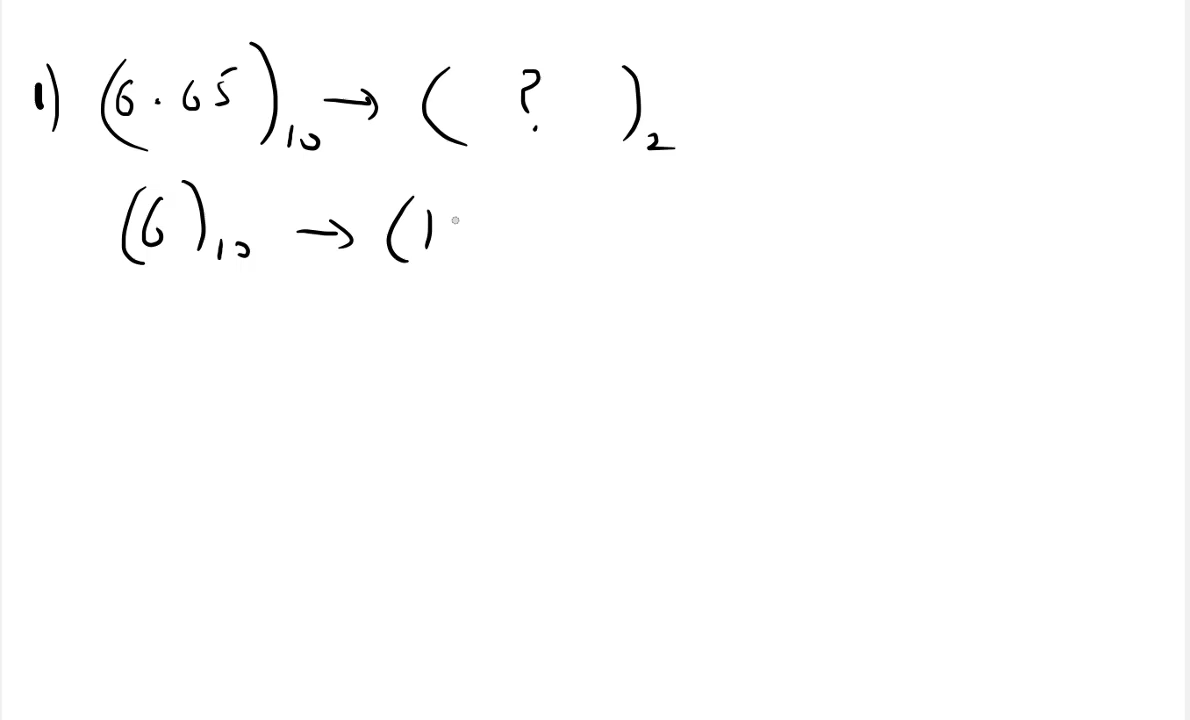 1) (6.65)₁₀ → ( ? )₂
(6)₁₀ → (1